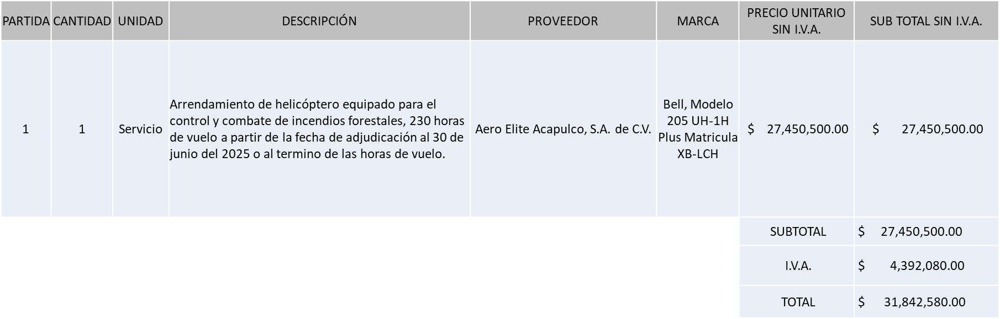 PARTIDA CANTIDAD UNIDAD DESCRIPCIÓN PROVEEDOR MARCA PRECIO UNITARIO SIN I.V.A. SUB TOTAL SIN I.V.A.
1 1 Servicio
Arrendamiento de helicóptero equipado para el
control y combate de incendios forestales, 230 horas
de vuelo a partir de la fecha de adjudicación al 30 de
junio del 2025 o al termino de las horas de vuelo.
Aero Elite Acapulco, S.A. de C.V.
Bell, Modelo
205 UH-1H
Plus Matricula
XB-LCH
$ 27,450,500.00 $ 27,450,500.00
SUBTOTAL $ 27,450,500.00
I.V.A. $ 4,392,080.00
TOTAL $ 31,842,580.00